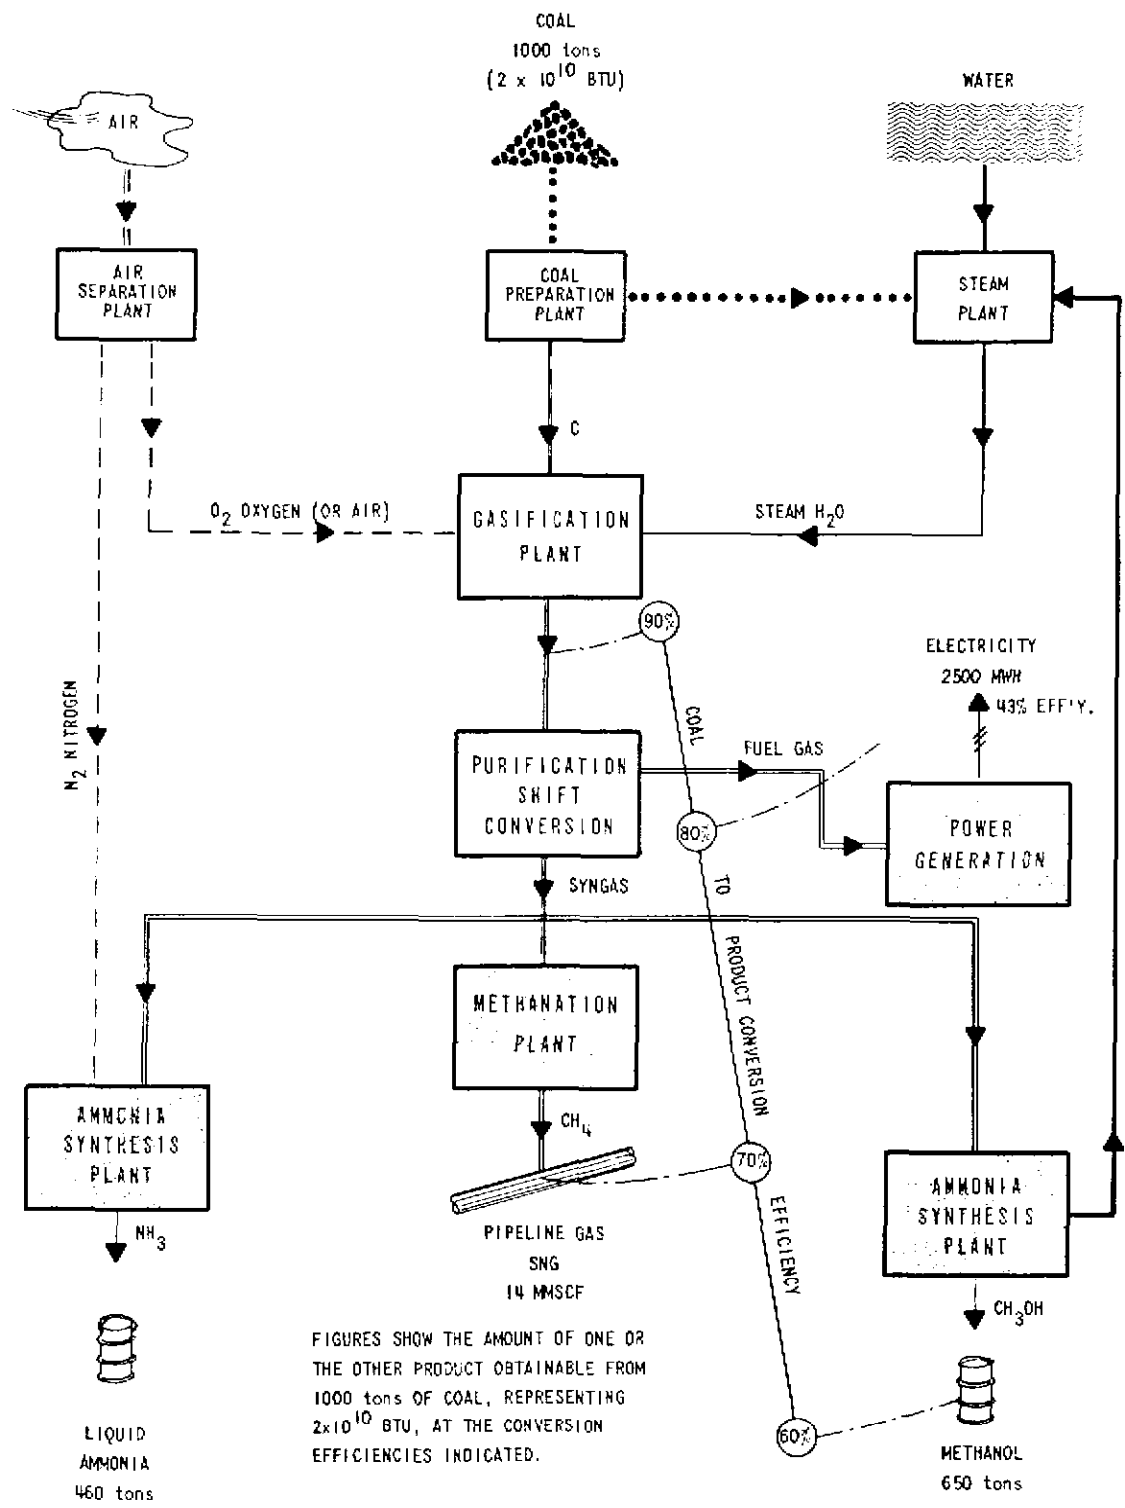 COAL
1000 tons
(2 x 10^10 BTU)
WATER
AIR
AIR
SEPARATION
PLANT
COAL
PREPARATION
PLANT
STEAM
PLANT
C
O2 OXYGEN (OR AIR)
GASIFICATION
PLANT
STEAM H2O
90%
ELECTRICITY
2500 MWH
43% EFF'Y.
N2 NITROGEN
COAL
PURIFICATION
SHIFT
CONVERSION
FUEL GAS
80%
POWER
GENERATION
TO
SYNGAS
PRODUCT CONVERSION
METHANATION
PLANT
AMMONIA
SYNTHESIS
PLANT
CH4
70%
AMMONIA
SYNTHESIS
PLANT
EFFICIENCY
NH3
PIPELINE GAS
SNG
14 MMSCF
CH3OH
FIGURES SHOW THE AMOUNT OF ONE OR
THE OTHER PRODUCT OBTAINABLE FROM
1000 tons OF COAL, REPRESENTING
2x10^10 BTU, AT THE CONVERSION
EFFICIENCIES INDICATED.
60%
LIQUID
AMMONIA
460 tons
METHANOL
650 tons